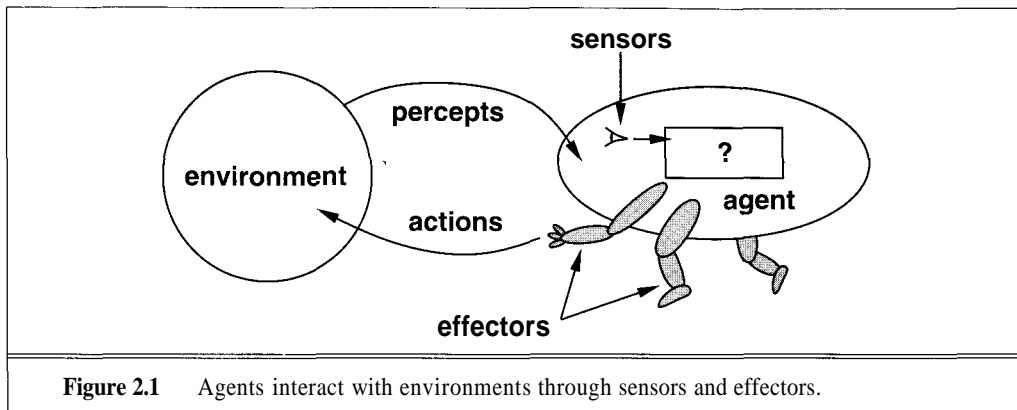 sensors
percepts
?
environment
agent
actions
effectors
Figure 2.1 Agents interact with environments through sensors and effectors.